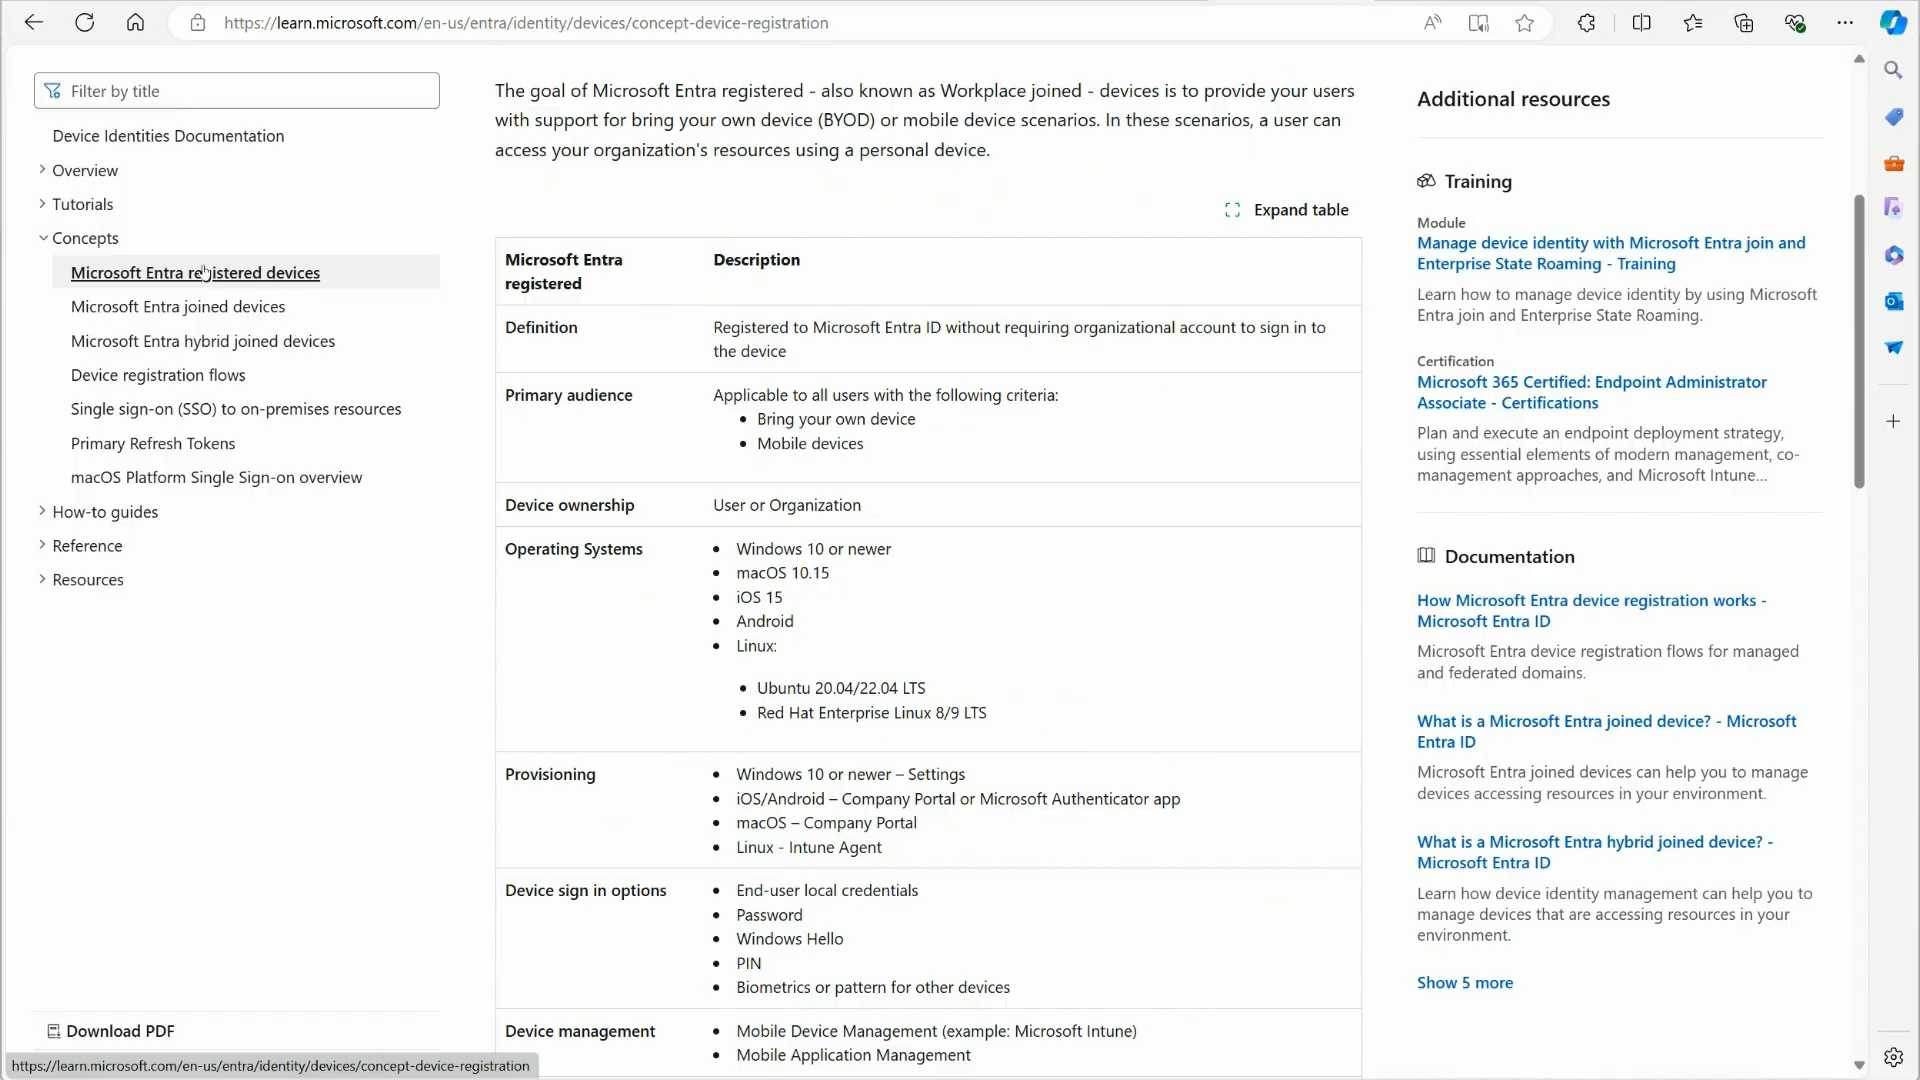 https://learn.microsoft.com/en-us/entra/identity/devices/concept-device-registration
Filter by title
Device Identities Documentation
Overview
Tutorials
Concepts
Microsoft Entra registered devices
Microsoft Entra joined devices
Microsoft Entra hybrid joined devices
Device registration flows
Single sign-on (SSO) to on-premises resources
Primary Refresh Tokens
macOS Platform Single Sign-on overview
How-to guides
Reference
Resources
Download PDF
The goal of Microsoft Entra registered - also known as Workplace joined - devices is to provide your users
with support for bring your own device (BYOD) or mobile device scenarios. In these scenarios, a user can
access your organization's resources using a personal device.
Expand table
Microsoft Entra
registered
Description
Definition
Registered to Microsoft Entra ID without requiring organizational account to sign in to
the device
Primary audience
Applicable to all users with the following criteria:
• Bring your own device
• Mobile devices
Device ownership
User or Organization
Operating Systems
• Windows 10 or newer
• macOS 10.15
• iOS 15
• Android
• Linux:
• Ubuntu 20.04/22.04 LTS
• Red Hat Enterprise Linux 8/9 LTS
Provisioning
• Windows 10 or newer – Settings
• iOS/Android – Company Portal or Microsoft Authenticator app
• macOS – Company Portal
• Linux - Intune Agent
Device sign in options
• End-user local credentials
• Password
• Windows Hello
• PIN
• Biometrics or pattern for other devices
Device management
• Mobile Device Management (example: Microsoft Intune)
• Mobile Application Management
Additional resources
Training
Module
Manage device identity with Microsoft Entra join and
Enterprise State Roaming - Training
Learn how to manage device identity by using Microsoft
Entra join and Enterprise State Roaming.
Certification
Microsoft 365 Certified: Endpoint Administrator
Associate - Certifications
Plan and execute an endpoint deployment strategy,
using essential elements of modern management, co-
management approaches, and Microsoft Intune...
Documentation
How Microsoft Entra device registration works -
Microsoft Entra ID
Microsoft Entra device registration flows for managed
and federated domains.
What is a Microsoft Entra joined device? - Microsoft
Entra ID
Microsoft Entra joined devices can help you to manage
devices accessing resources in your environment.
What is a Microsoft Entra hybrid joined device? -
Microsoft Entra ID
Learn how device identity management can help you to
manage devices that are accessing resources in your
environment.
Show 5 more
https://learn.microsoft.com/en-us/entra/identity/devices/concept-device-registration